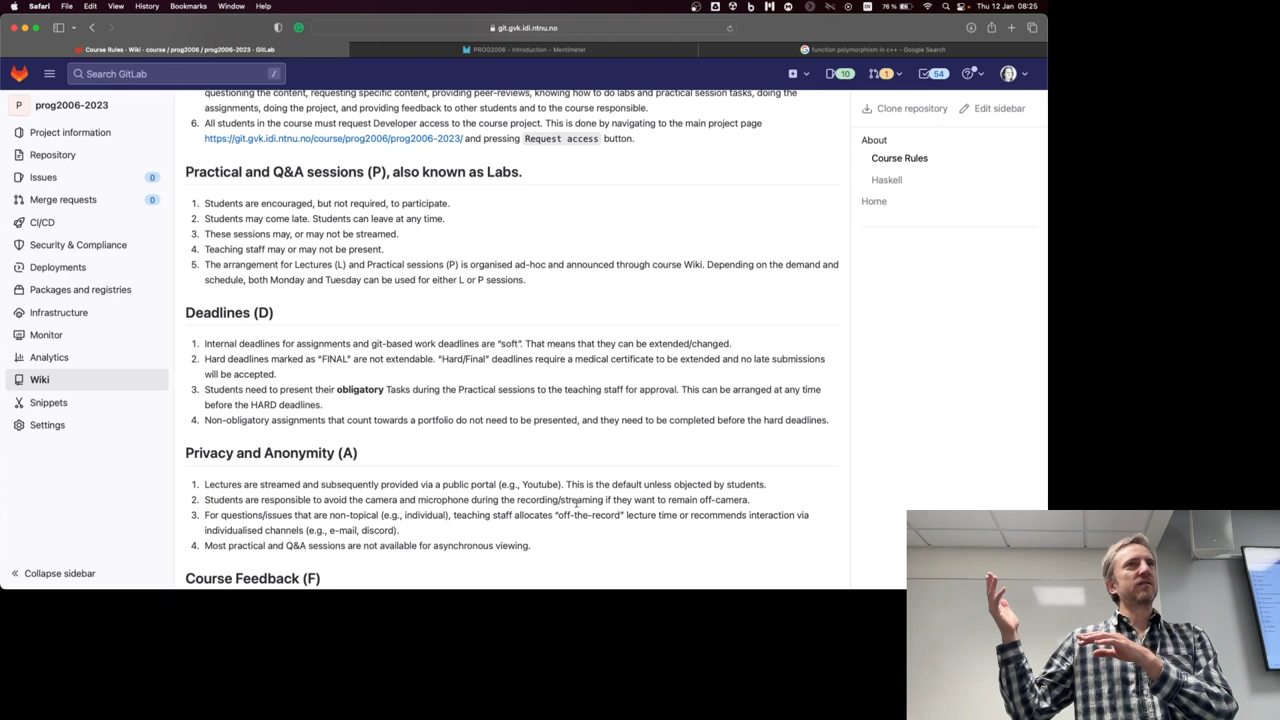 Safari File Edit View History Bookmarks Window Help 76 % Thu 12 Jan 08:25
git.gvk.idi.ntnu.no
Course Rules - Wiki - course / prog2006 / prog2006-2023 - GitLab
PROG2006 - Introduction - Mentimeter
function polymorphism in c++ - Google Search
Search GitLab /
10 1 54
P prog2006-2023
Project information
Repository
Issues 0
Merge requests 0
CI/CD
Security & Compliance
Deployments
Packages and registries
Infrastructure
Monitor
Analytics
Wiki
Snippets
Settings
Collapse sidebar
questioning the content, requesting specific content, providing peer-reviews, knowing how to do labs and practical session tasks, doing the
assignments, doing the project, and providing feedback to other students and to the course responsible.
6. All students in the course must request Developer access to the course project. This is done by navigating to the main project page
https://git.gvk.idi.ntnu.no/course/prog2006/prog2006-2023/ and pressing Request access button.
Practical and Q&A sessions (P), also known as Labs.
1. Students are encouraged, but not required, to participate.
2. Students may come late. Students can leave at any time.
3. These sessions may, or may not be streamed.
4. Teaching staff may or may not be present.
5. The arrangement for Lectures (L) and Practical sessions (P) is organised ad-hoc and announced through course Wiki. Depending on the demand and
schedule, both Monday and Tuesday can be used for either L or P sessions.
Deadlines (D)
1. Internal deadlines for assignments and git-based work deadlines are “soft”. That means that they can be extended/changed.
2. Hard deadlines marked as “FINAL” are not extendable. “Hard/Final” deadlines require a medical certificate to be extended and no late submissions
will be accepted.
3. Students need to present their obligatory Tasks during the Practical sessions to the teaching staff for approval. This can be arranged at any time
before the HARD deadlines.
4. Non-obligatory assignments that count towards a portfolio do not need to be presented, and they need to be completed before the hard deadlines.
Privacy and Anonymity (A)
1. Lectures are streamed and subsequently provided via a public portal (e.g., Youtube). This is the default unless objected by students.
2. Students are responsible to avoid the camera and microphone during the recording/streaming if they want to remain off-camera.
3. For questions/issues that are non-topical (e.g., individual), teaching staff allocates “off-the-record” lecture time or recommends interaction via
individualised channels (e.g., e-mail, discord).
4. Most practical and Q&A sessions are not available for asynchronous viewing.
Course Feedback (F)
Clone repository
Edit sidebar
About
Course Rules
Haskell
Home